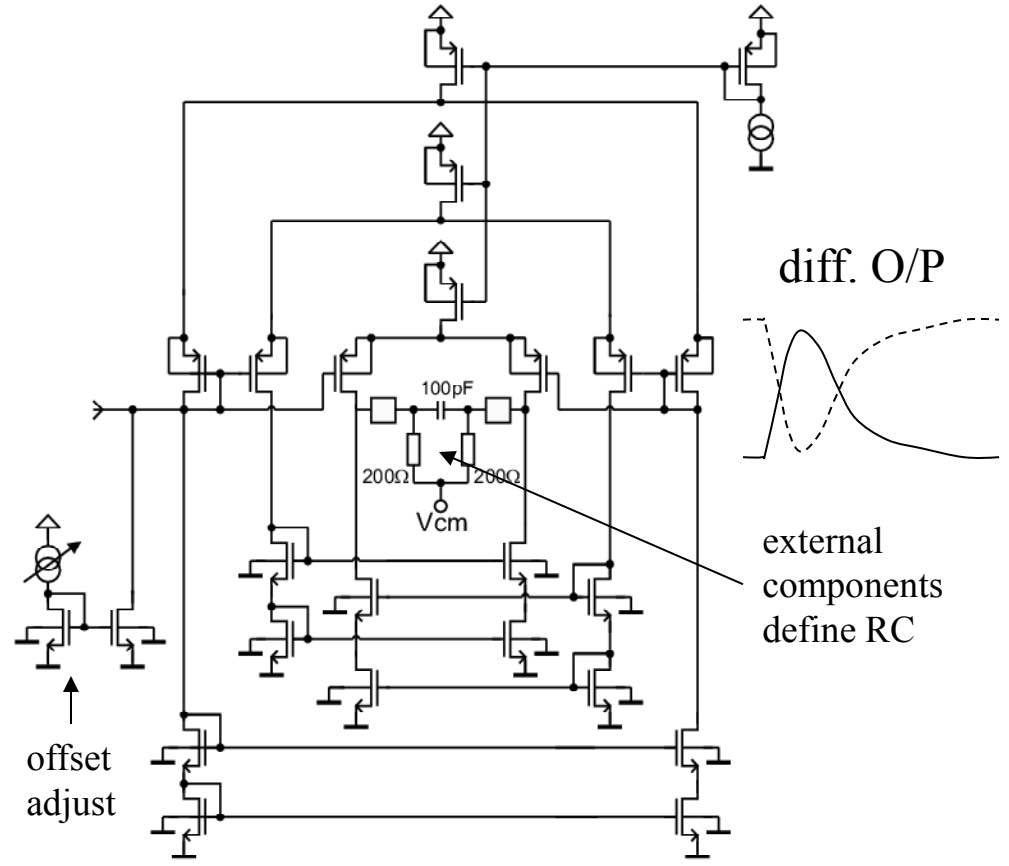 diff. O/P
100pF
200Ω
200Ω
Vcm
external
components
define RC
offset
adjust